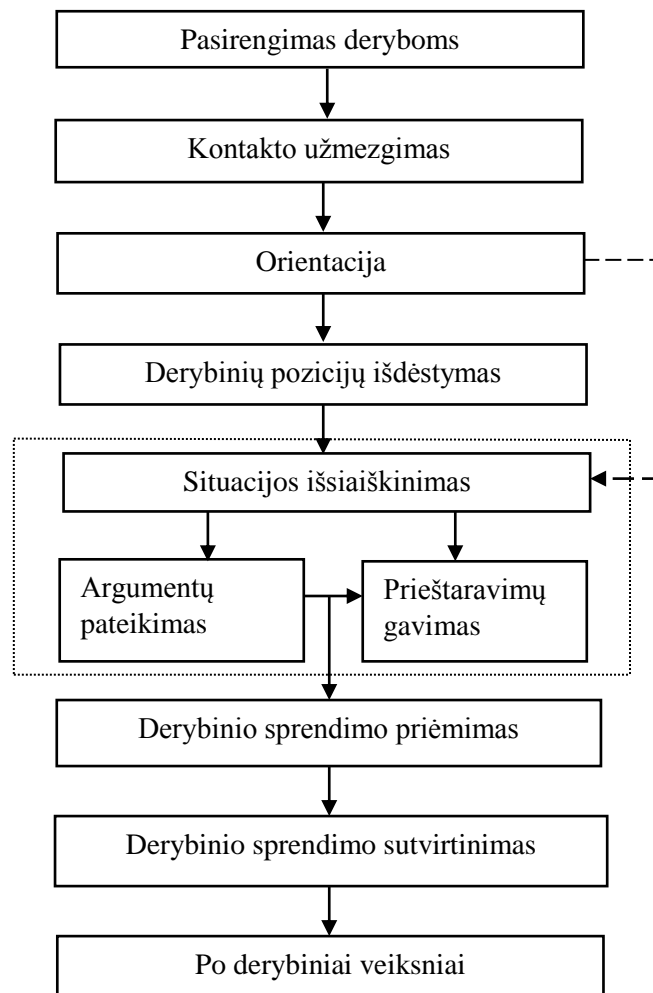 Pasirengimas deryboms
Kontakto užmezgimas
Orientacija
Derybinių pozicijų išdėstymas
Situacijos išsiaiškinimas
Argumentų
pateikimas
Prieštaravimų
gavimas
Derybinio sprendimo priėmimas
Derybinio sprendimo sutvirtinimas
Po derybiniai veiksniai